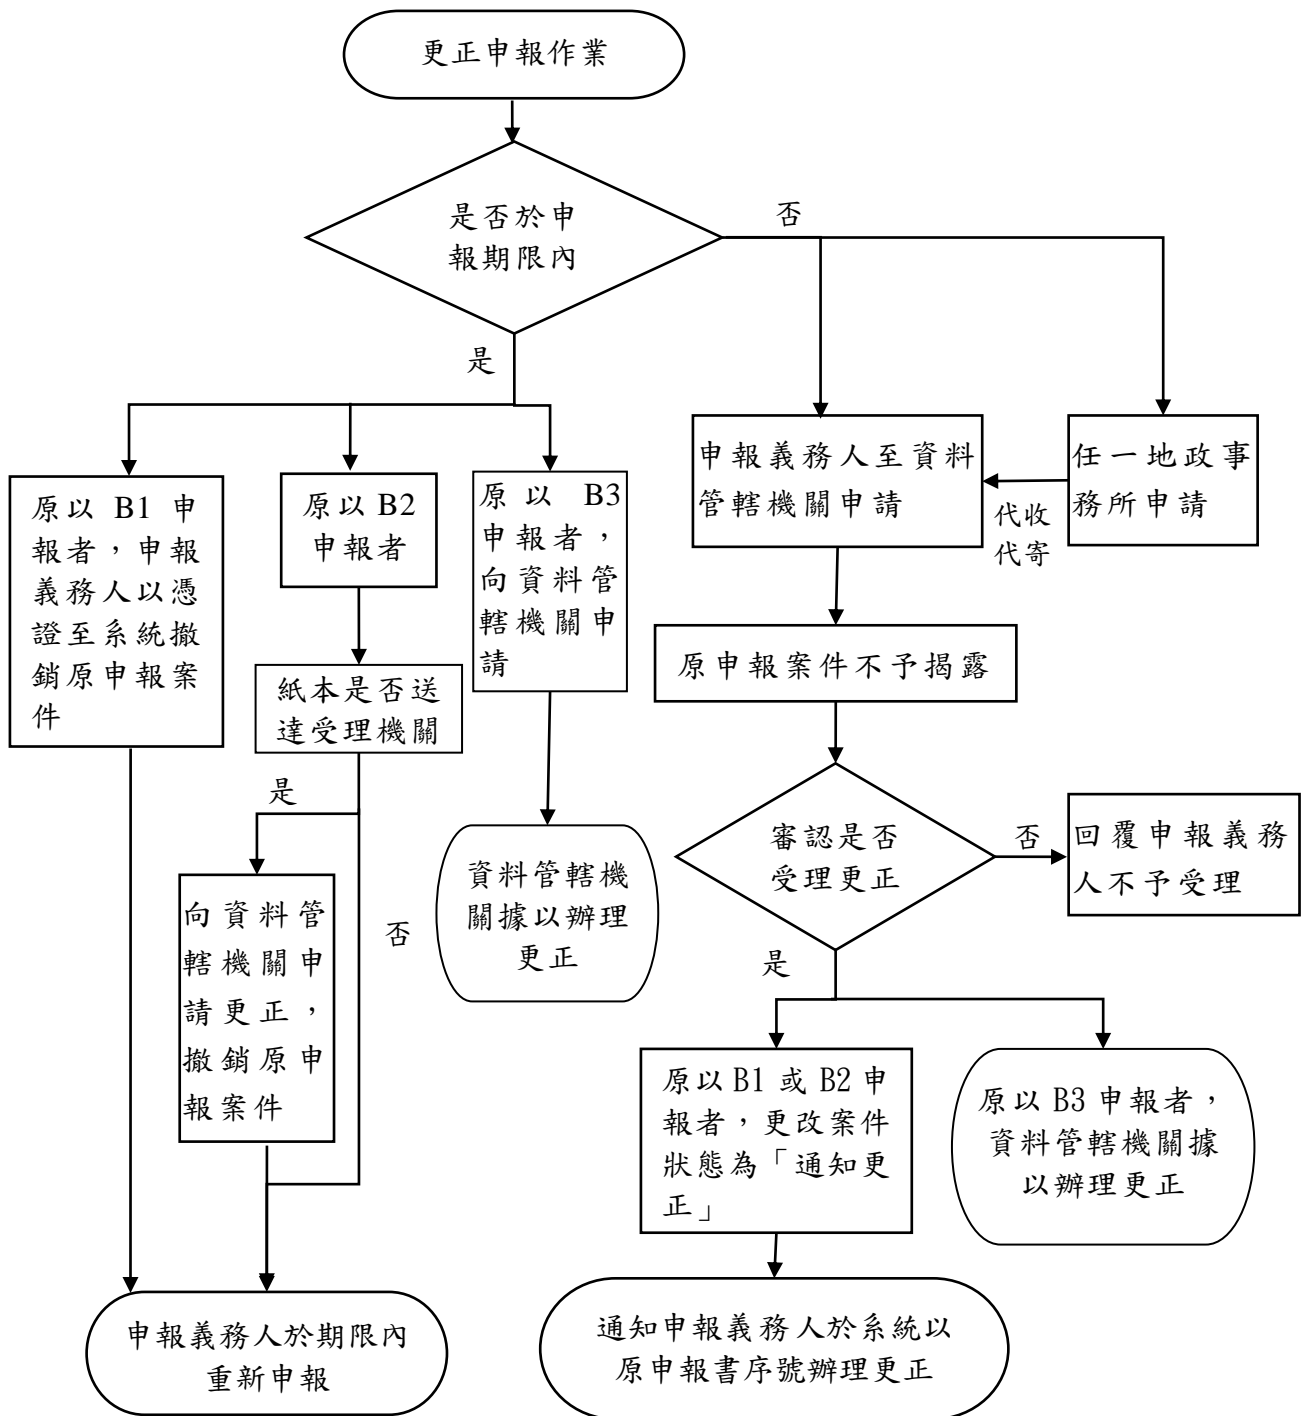 更正申報作業
是否於申
報期限內
否
是
原以 B1 申
報者，申報
義務人以憑
證至系統撤
銷原申報案
件
原以 B2
申報者
原以 B3
申報者，
向資料管
轄機關申
請
申報義務人至資料
管轄機關申請
代收
代寄
任一地政事
務所申請
原申報案件不予揭露
紙本是否送
達受理機關
是
否
向資料管
轄機關申
請更正，
撤銷原申
報案件
資料管轄機
關據以辦理
更正
審認是否
受理更正
否
回覆申報義務
人不予受理
是
原以 B1 或 B2 申
報者，更改案件
狀態為「通知更
正」
原以 B3 申報者，
資料管轄機關據
以辦理更正
申報義務人於期限內
重新申報
通知申報義務人於系統以
原申報書序號辦理更正